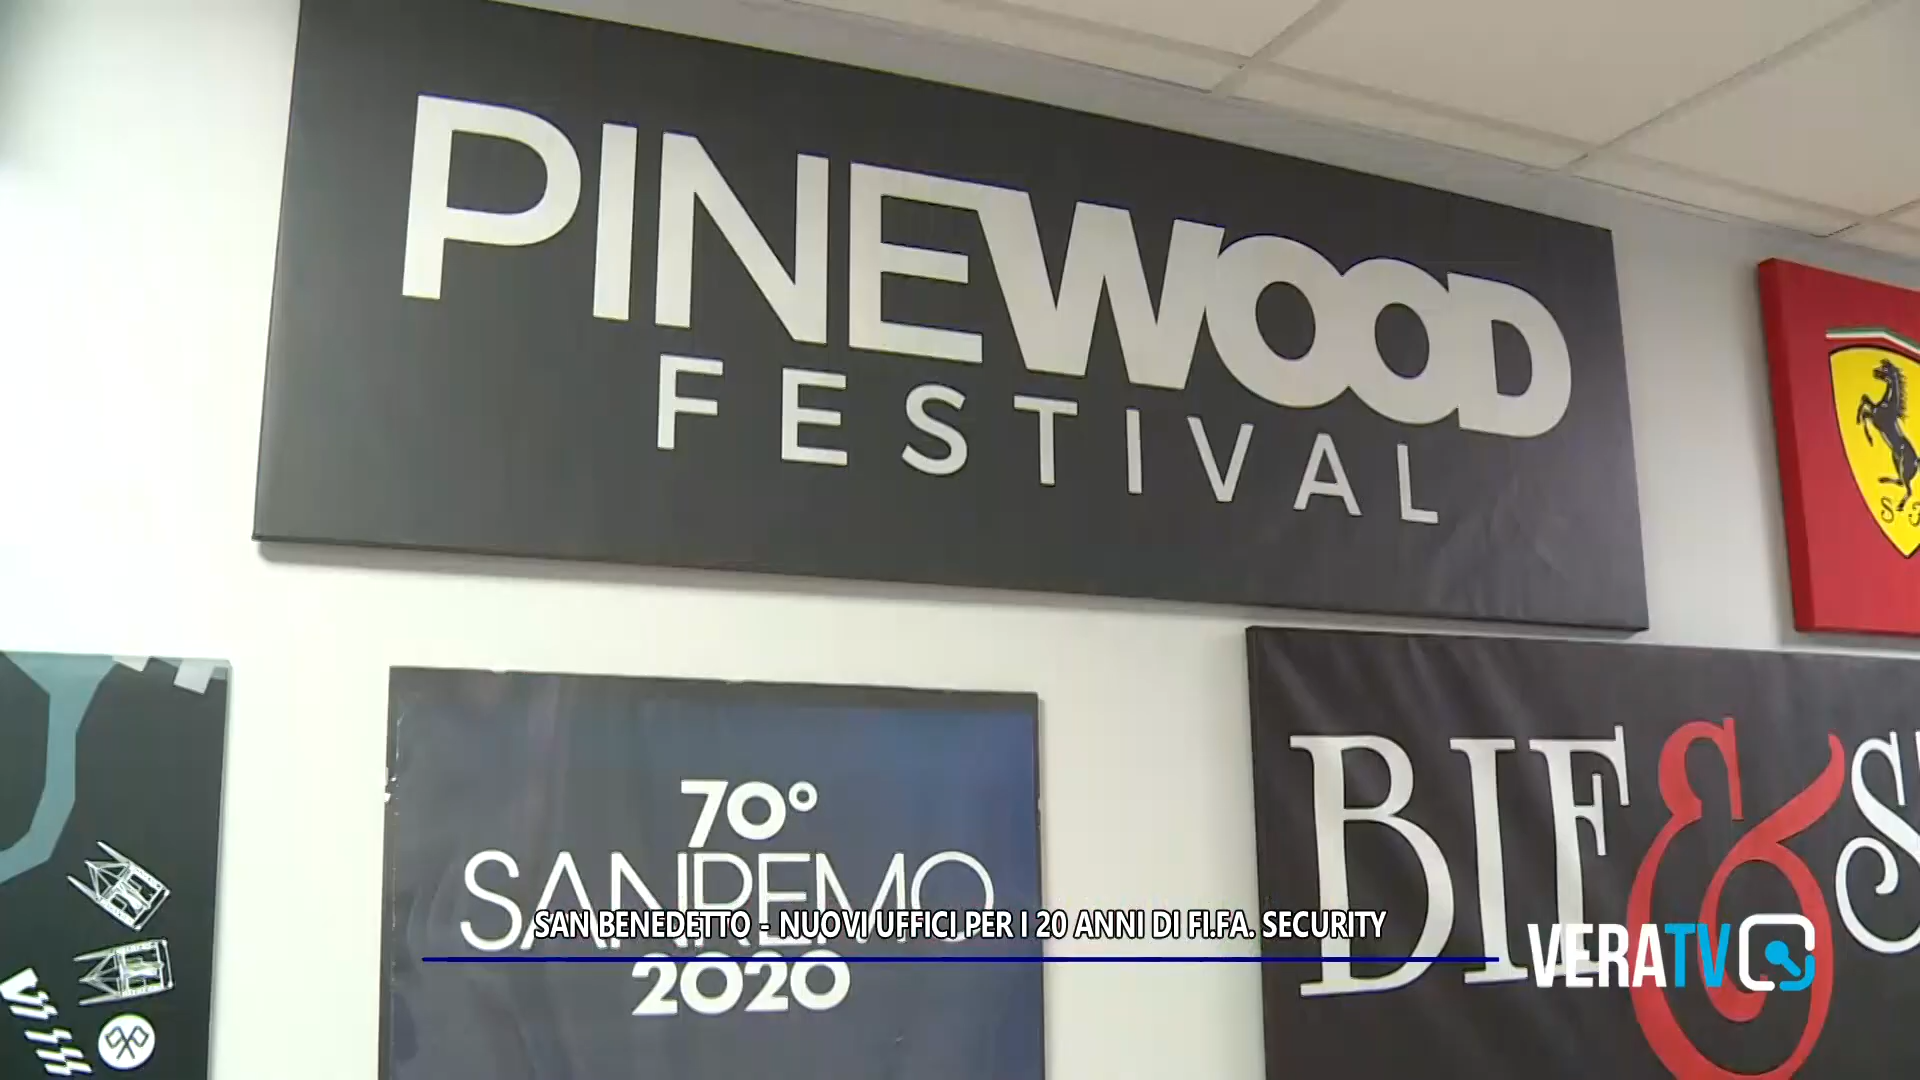 PINEWOOD
FESTIVAL
S F
70°
SANREMO
2020
BIF&S
SAN BENEDETTO - NUOVI UFFICI PER I 20 ANNI DI FI.FA. SECURITY
VERATV